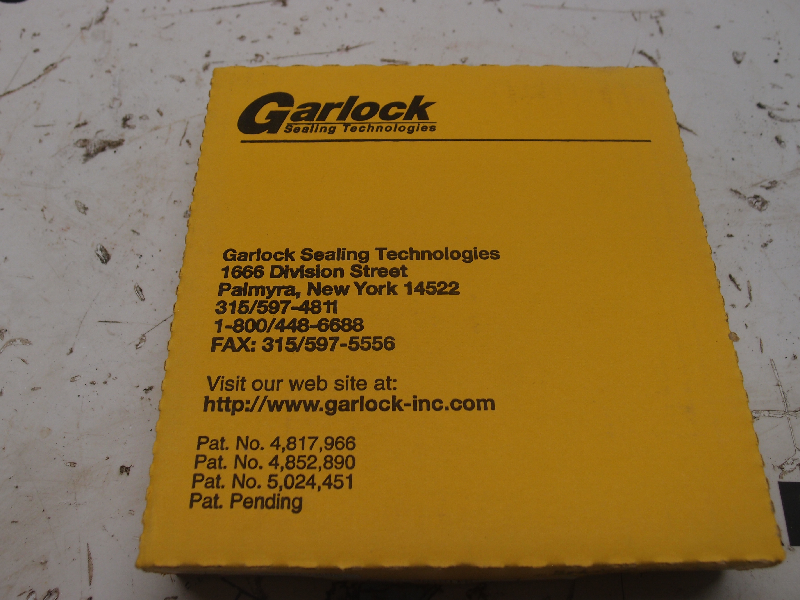 Garlock
Sealing Technologies
Garlock Sealing Technologies
1666 Division Street
Palmyra, New York 14522
315/597-4811
1-800/448-6688
FAX: 315/597-5556
Visit our web site at:
http://www.garlock-inc.com
Pat. No. 4,817,966
Pat. No. 4,852,890
Pat. No. 5,024,451
Pat. Pending